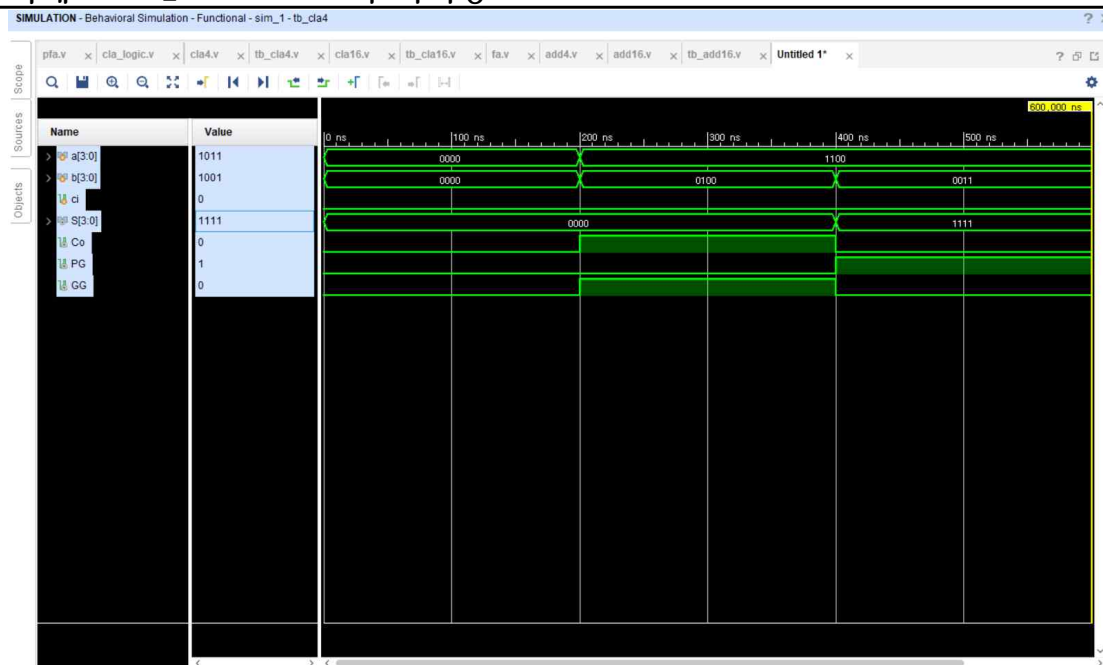 SIMULATION - Behavioral Simulation - Functional - sim_1 - tb_cla4 ?
pfa.v x cla_logic.v x cla4.v x tb_cla4.v x cla16.v x tb_cla16.v x fa.v x add4.v x add16.v x tb_add16.v x Untitled 1* x ?
Scope
Sources
Objects
600.000 ns
Name Value 0 ns 100 ns 200 ns 300 ns 400 ns 500 ns
> a[3:0] 1011 0000 1100
> b[3:0] 1001 0000 0100 0011
ci 0
> S[3:0] 1111 0000 1111
Co 0
PG 1
GG 0